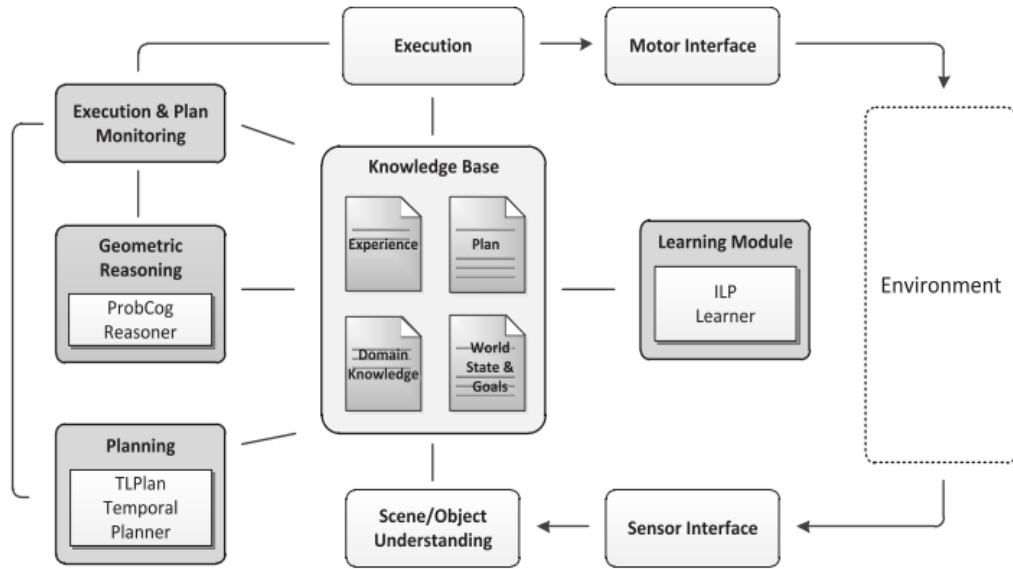 Execution
Motor Interface
Execution & Plan
Monitoring
Knowledge Base
Experience
Plan
Domain
Knowledge
World
State &
Goals
Geometric
Reasoning
ProbCog
Reasoner
Learning Module
ILP
Learner
Environment
Planning
TLPlan
Temporal
Planner
Scene/Object
Understanding
Sensor Interface